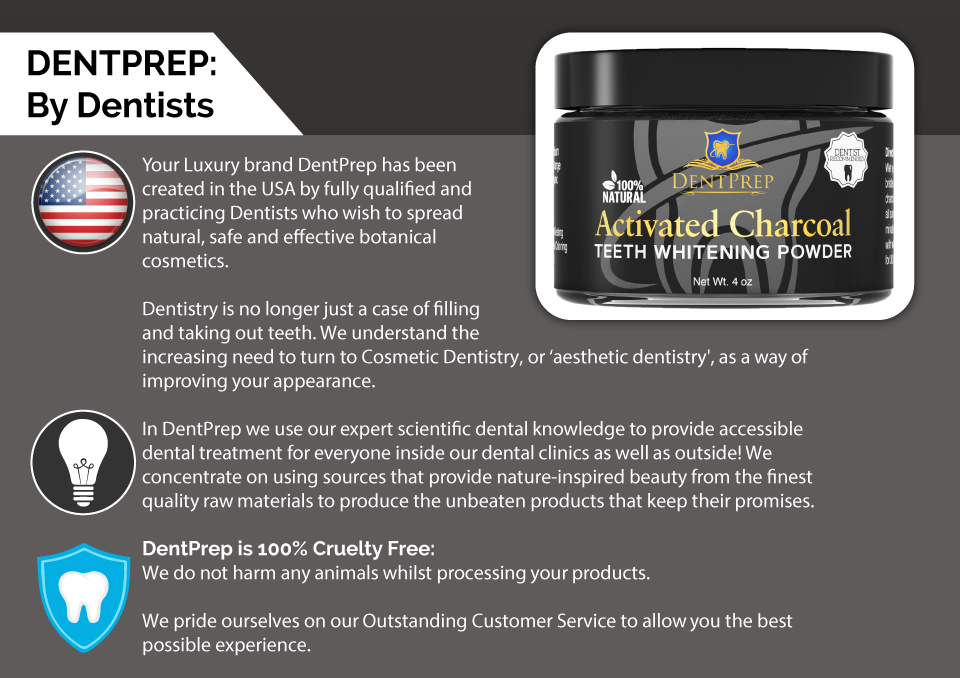 DENTPREP:
By Dentists
Your Luxury brand DentPrep has been
created in the USA by fully qualified and
practicing Dentists who wish to spread
natural, safe and effective botanical
cosmetics.
Dentistry is no longer just a case of filling
and taking out teeth. We understand the
increasing need to turn to Cosmetic Dentistry, or ‘aesthetic dentistry', as a way of
improving your appearance.
In DentPrep we use our expert scientific dental knowledge to provide accessible
dental treatment for everyone inside our dental clinics as well as outside! We
concentrate on using sources that provide nature-inspired beauty from the finest
quality raw materials to produce the unbeaten products that keep their promises.
DentPrep is 100% Cruelty Free:
We do not harm any animals whilst processing your products.
We pride ourselves on our Outstanding Customer Service to allow you the best
possible experience.
DENTIST
RECOMMENDED
100%
NATURAL
DENTPREP
Activated Charcoal
TEETH WHITENING POWDER
Net Wt. 4 oz